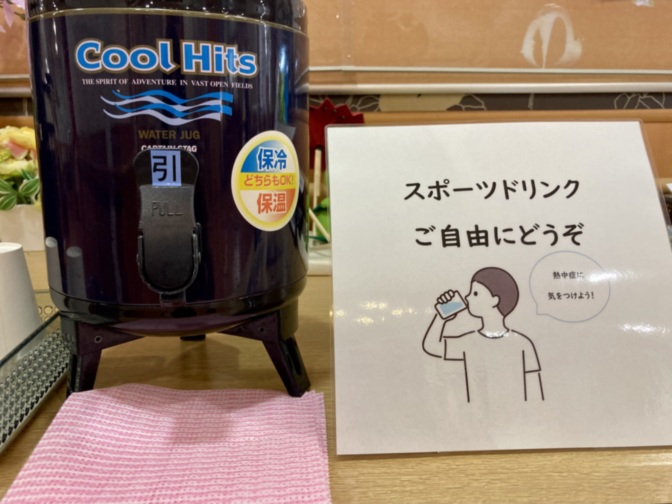 Cool Hits
THE SPIRIT OF ADVENTURE IN VAST OPEN FIELDS
WATER JUG
CAPTAIN STAG
引
PULL
保冷
どちらもOK!
保温
スポーツドリンク
ご自由にどうぞ
熱中症に
気をつけよう!